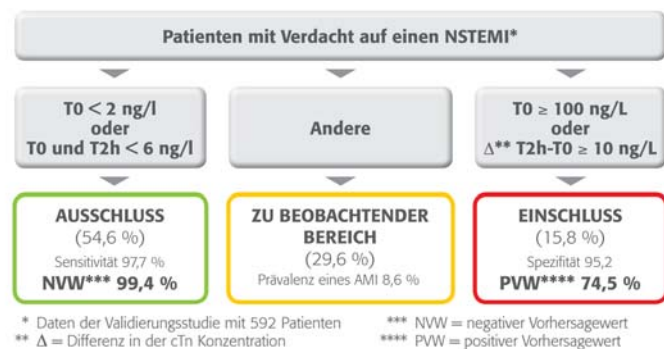 Patienten mit Verdacht auf einen NSTEMI*
T0 < 2 ng/l
oder
T0 und T2h < 6 ng/l
Andere
T0 ≥ 100 ng/L
oder
Δ** T2h-T0 ≥ 10 ng/L
AUSSCHLUSS
(54,6 %)
Sensitivität 97,7 %
NVW*** 99,4 %
ZU BEOBACHTENDER
BEREICH
(29,6 %)
Prävalenz eines AMI 8,6 %
EINSCHLUSS
(15,8 %)
Spezifität 95,2
PVW**** 74,5 %
* Daten der Validierungsstudie mit 592 Patienten
** Δ = Differenz in der cTn Konzentration
*** NVW = negativer Vorhersagewert
**** PVW = positiver Vorhersagewert